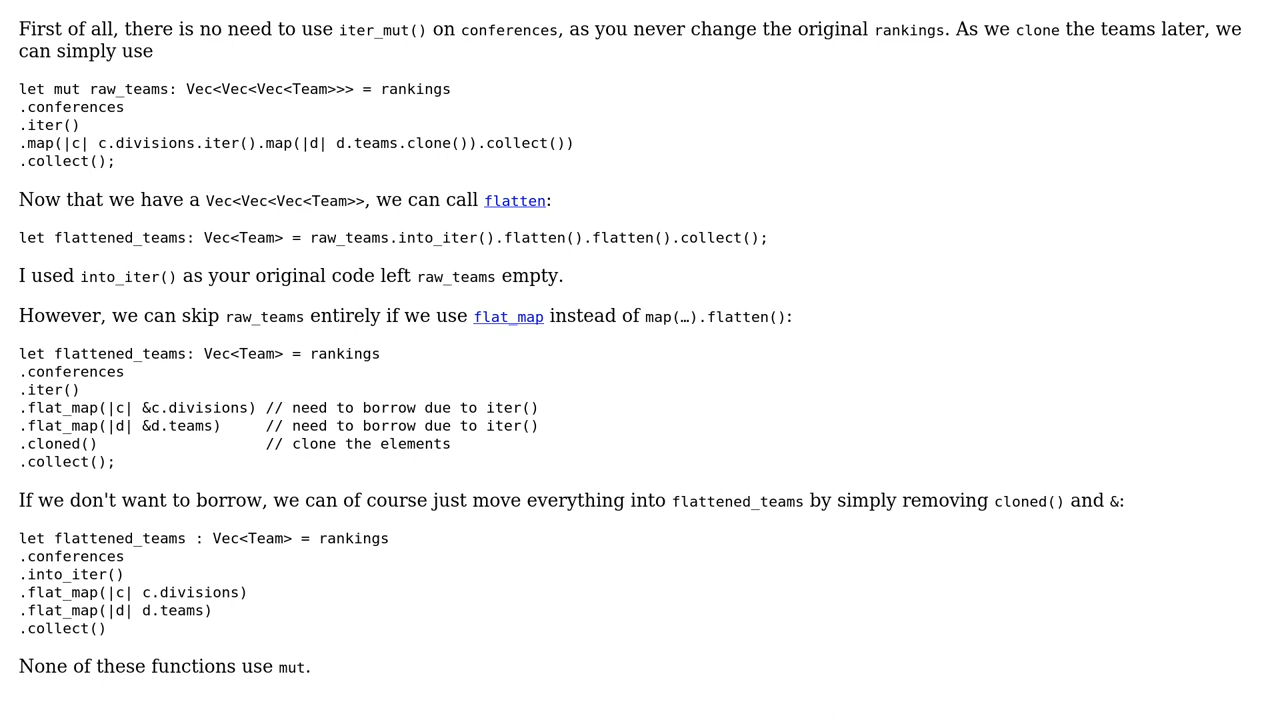 First of all, there is no need to use iter_mut() on conferences, as you never change the original rankings. As we clone the teams later, we
can simply use
let mut raw_teams: Vec<Vec<Vec<Team>>> = rankings
.conferences
.iter()
.map(|c| c.divisions.iter().map(|d| d.teams.clone()).collect())
.collect();
Now that we have a Vec<Vec<Vec<Team>>, we can call flatten:
let flattened_teams: Vec<Team> = raw_teams.into_iter().flatten().flatten().collect();
I used into_iter() as your original code left raw_teams empty.
However, we can skip raw_teams entirely if we use flat_map instead of map(…).flatten():
let flattened_teams: Vec<Team> = rankings
.conferences
.iter()
.flat_map(|c| &c.divisions) // need to borrow due to iter()
.flat_map(|d| &d.teams)     // need to borrow due to iter()
.cloned()                   // clone the elements
.collect();
If we don't want to borrow, we can of course just move everything into flattened_teams by simply removing cloned() and &:
let flattened_teams : Vec<Team> = rankings
.conferences
.into_iter()
.flat_map(|c| c.divisions)
.flat_map(|d| d.teams)
.collect()
None of these functions use mut.